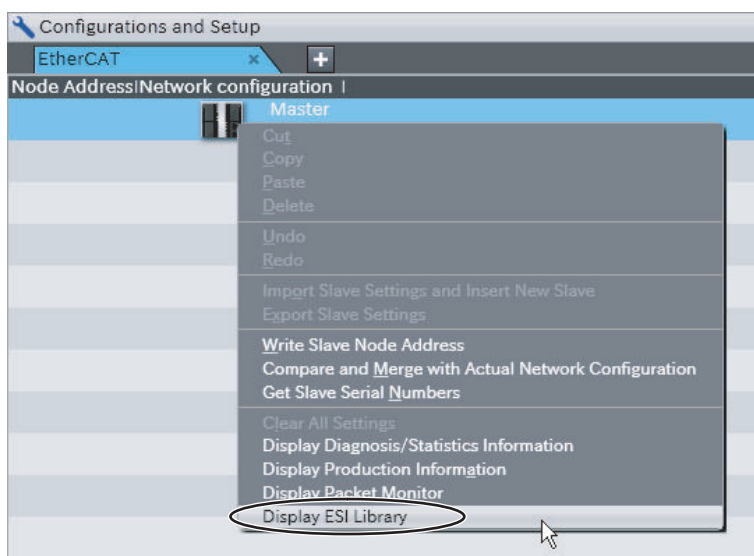 Configurations and Setup
EtherCAT × +
Node Address|Network configuration |
Master
Cut
Copy
Paste
Delete
Undo
Redo
Import Slave Settings and Insert New Slave
Export Slave Settings
Write Slave Node Address
Compare and Merge with Actual Network Configuration
Get Slave Serial Numbers
Clear All Settings
Display Diagnosis/Statistics Information
Display Production Information
Display Packet Monitor
Display ESI Library